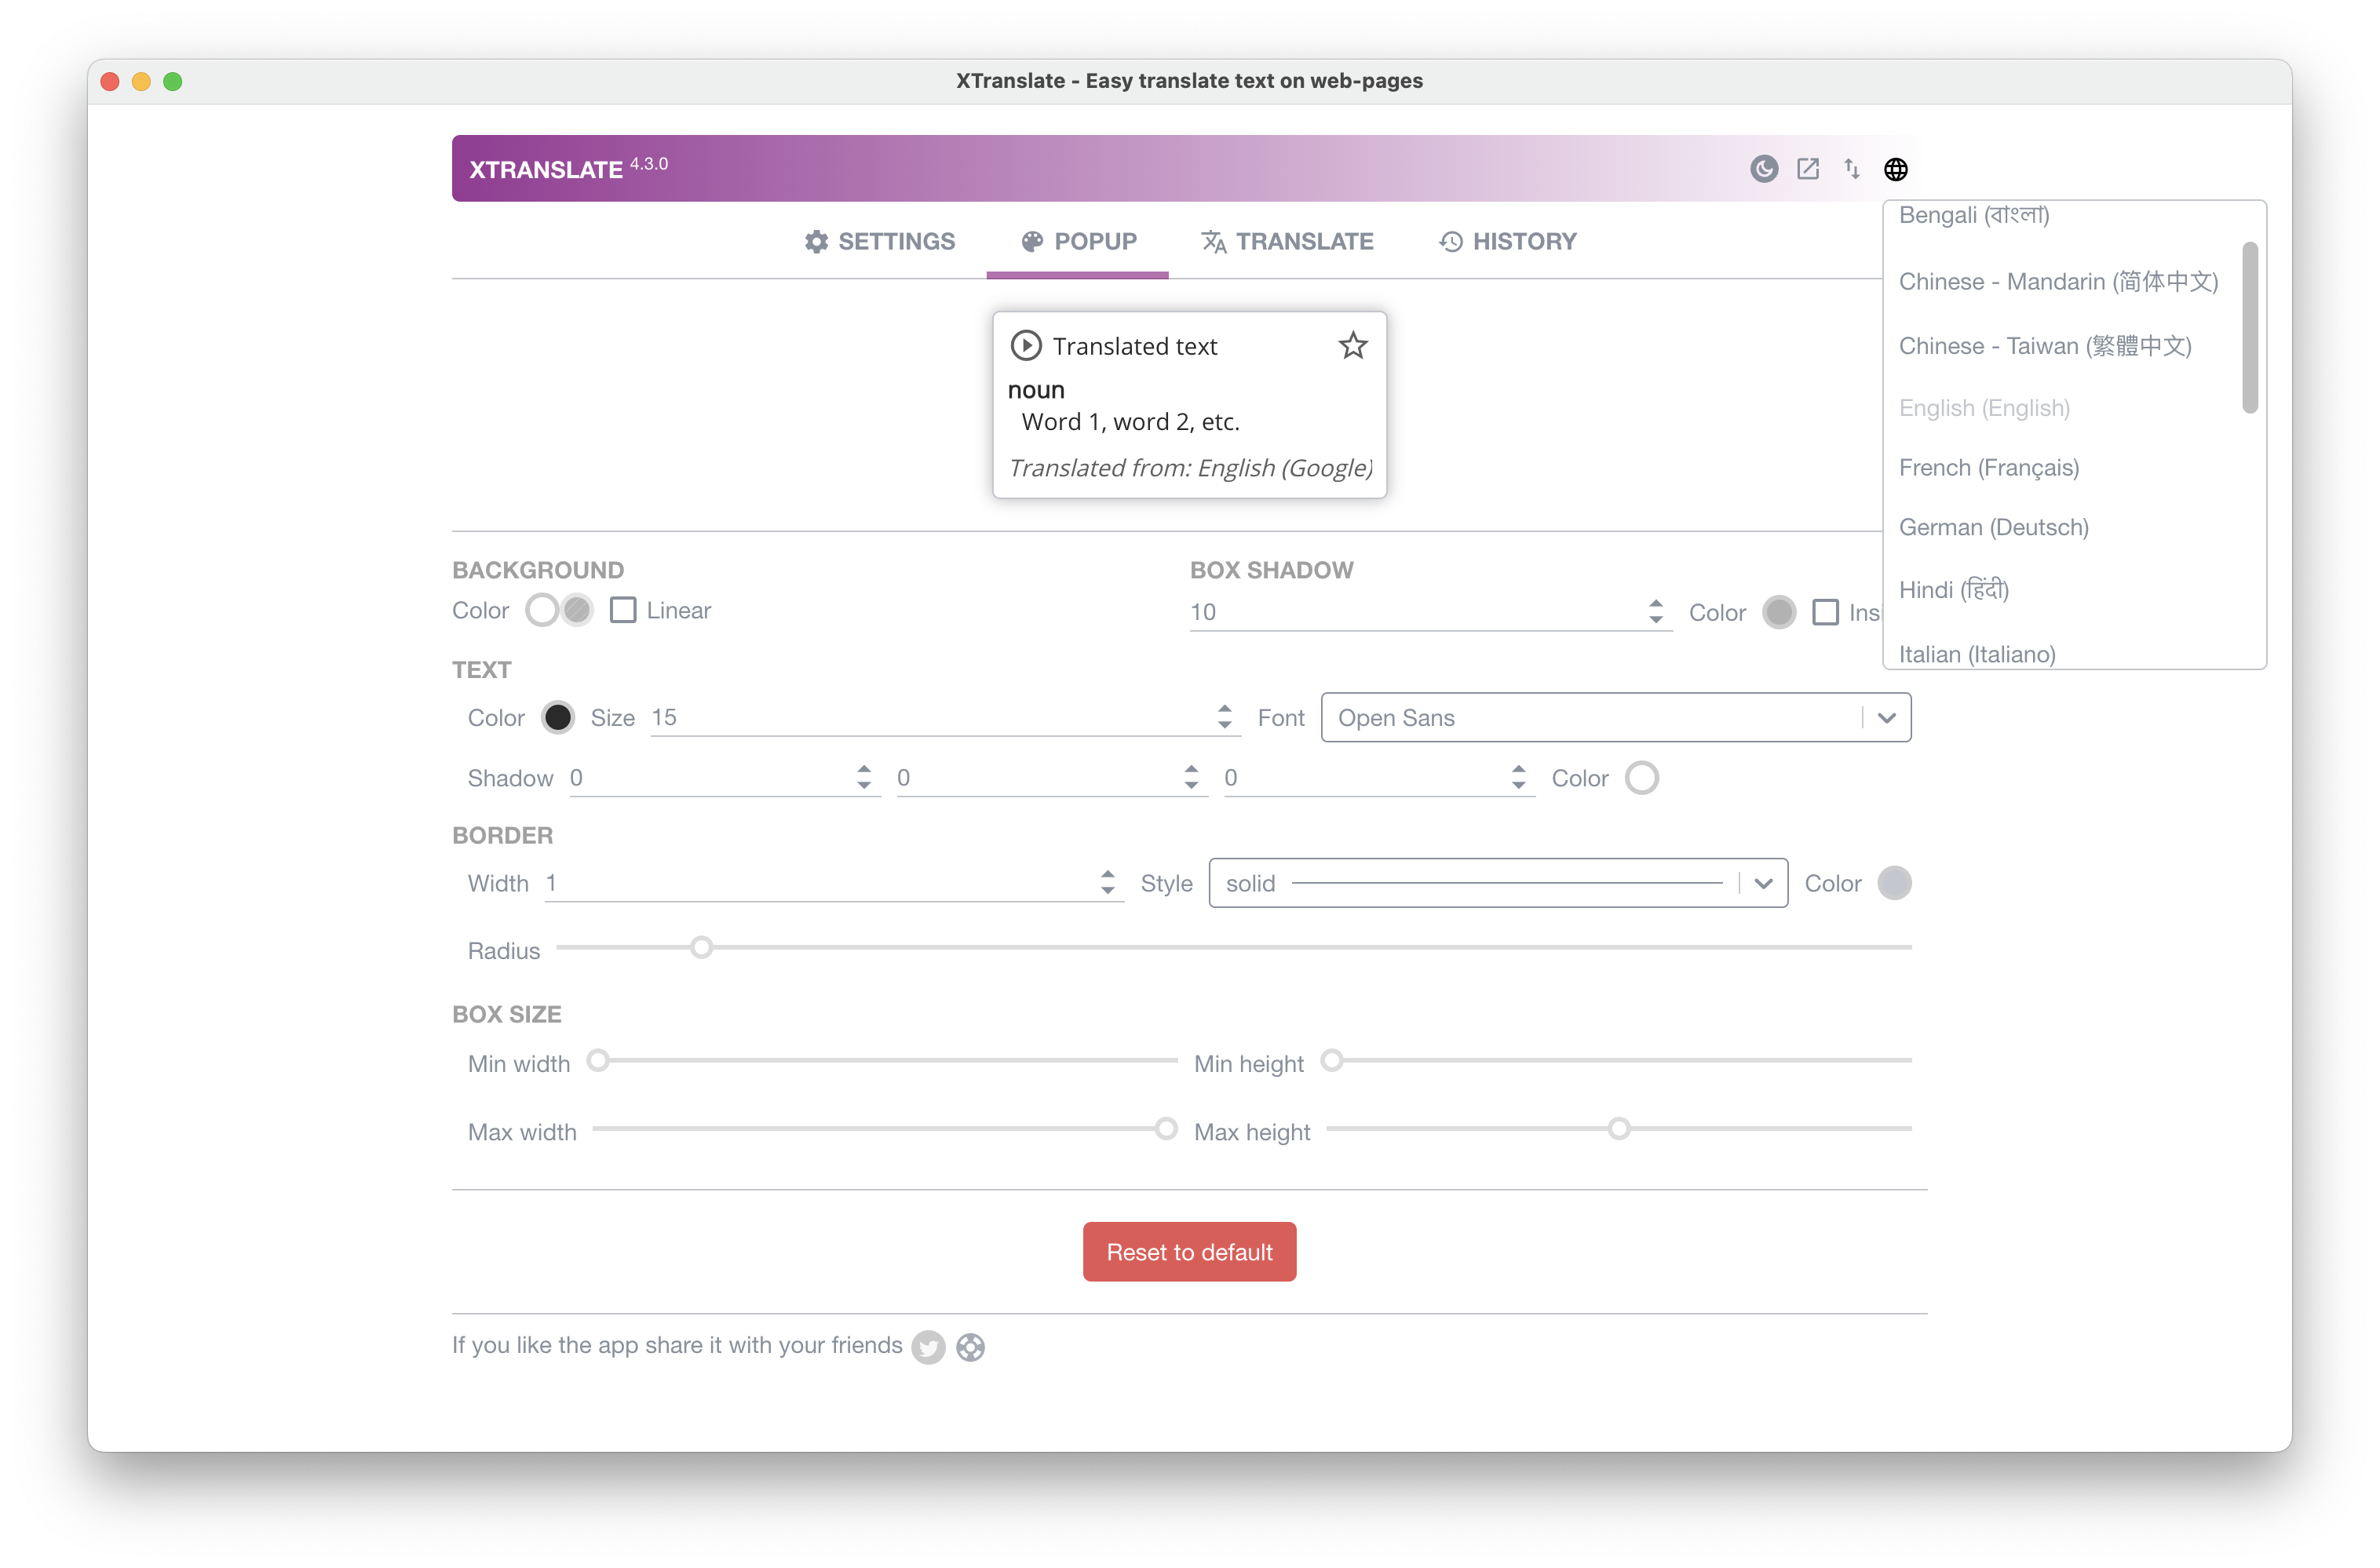 XTranslate - Easy translate text on web-pages
XTRANSLATE 4.3.0
SETTINGS POPUP TRANSLATE HISTORY
Bengali (বাংলা)
Chinese - Mandarin (简体中文)
Chinese - Taiwan (繁體中文)
English (English)
French (Français)
German (Deutsch)
Hindi (हिंदी)
Italian (Italiano)
Translated text
noun
Word 1, word 2, etc.
Translated from: English (Google)
BACKGROUND
Color Linear
BOX SHADOW
10 Color Insi
TEXT
Color Size 15 Font Open Sans
Shadow 0 0 0 Color
BORDER
Width 1 Style solid Color
Radius
BOX SIZE
Min width Min height
Max width Max height
Reset to default
If you like the app share it with your friends